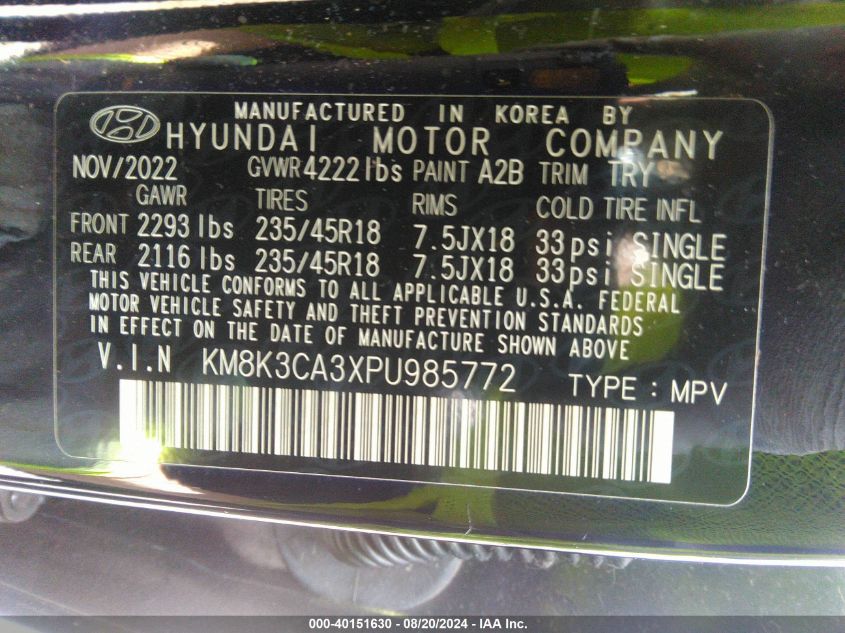 MANUFACTURED IN KOREA BY
HYUNDAI MOTOR COMPANY
NOV/2022 GVWR 4222 lbs PAINT A2B TRIM TRY
GAWR TIRES RIMS COLD TIRE INFL
FRONT 2293 lbs 235/45R18 7.5JX18 33psi SINGLE
REAR 2116 lbs 235/45R18 7.5JX18 33psi SINGLE
THIS VEHICLE CONFORMS TO ALL APPLICABLE U.S.A. FEDERAL
MOTOR VEHICLE SAFETY AND THEFT PREVENTION STANDARDS
IN EFFECT ON THE DATE OF MANUFACTURE SHOWN ABOVE
V.I.N KM8K3CA3XPU985772 TYPE : MPV
000-40151630 - 08/20/2024 - IAA Inc.